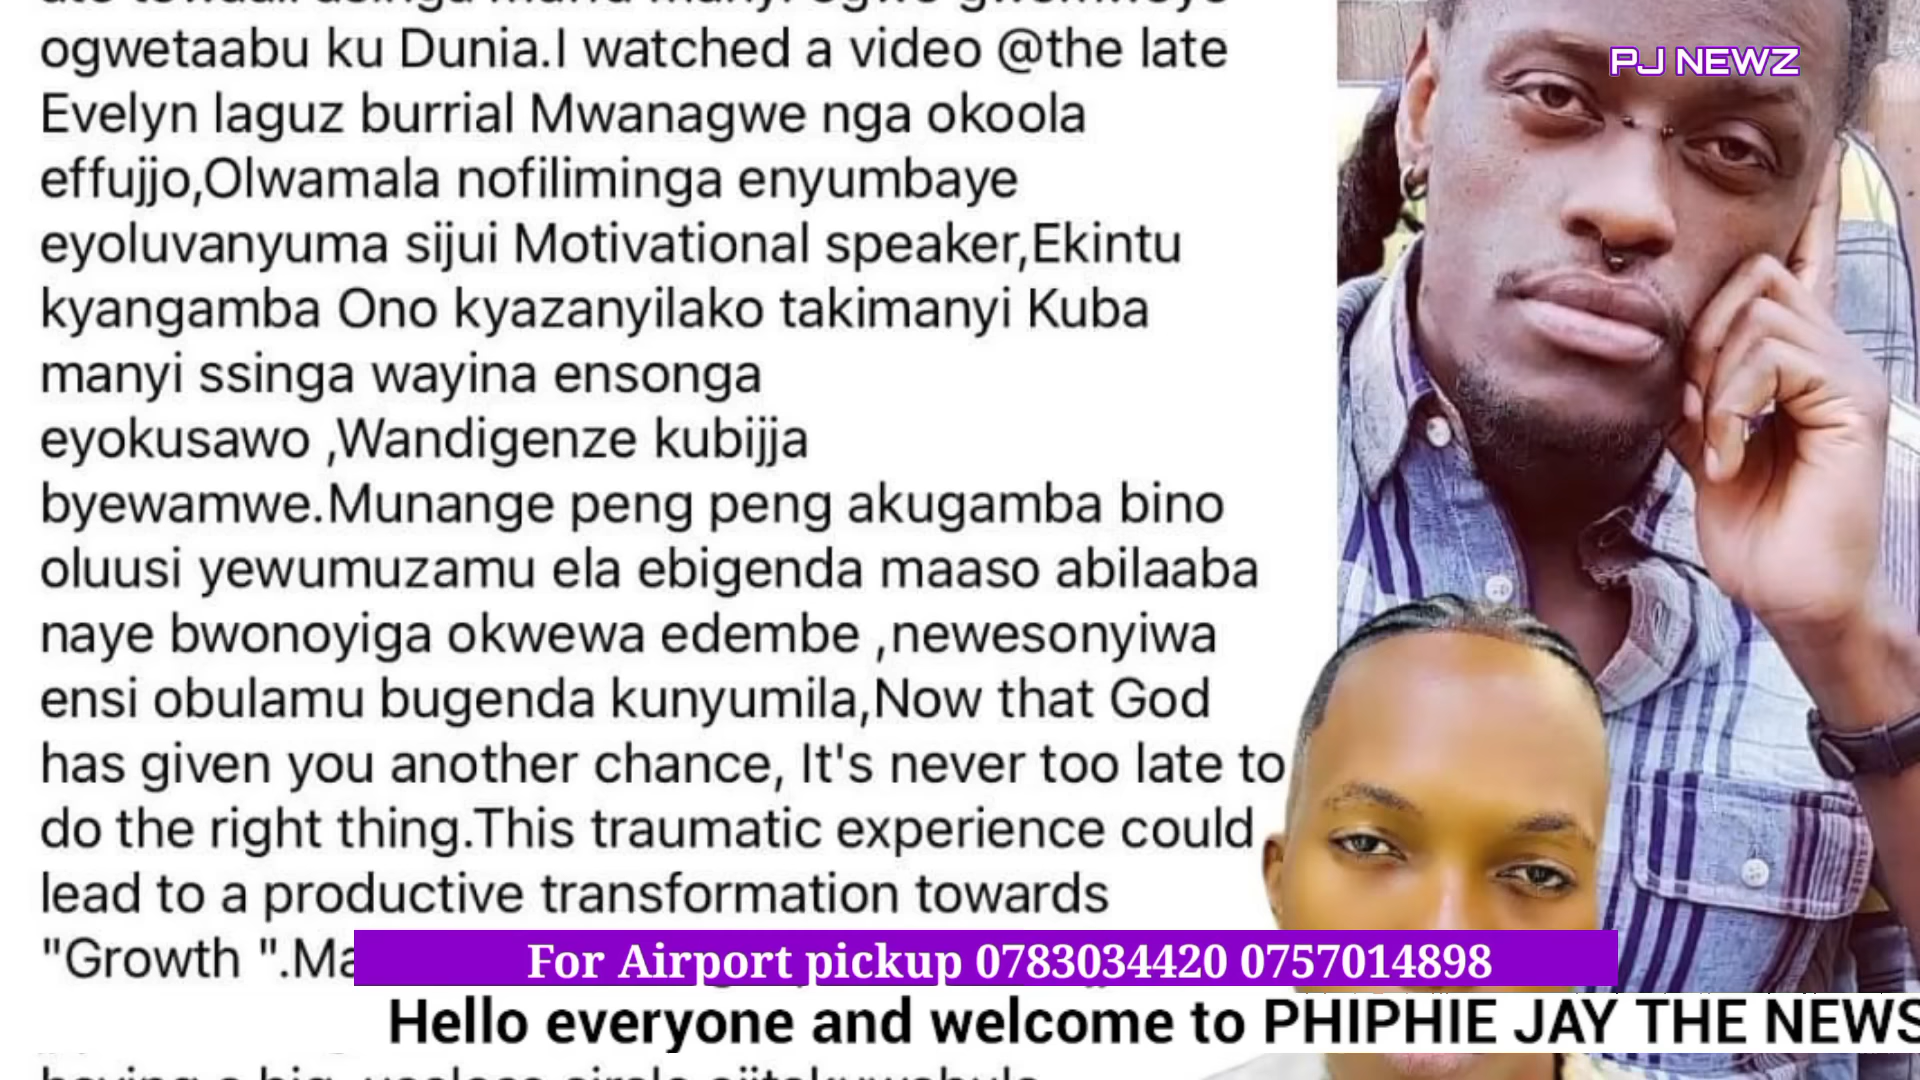 ogwetaabu ku Dunia.I watched a video @the late
Evelyn laguz burrial Mwanagwe nga okoola
effujjo,Olwamala nofiliminga enyumbaye
eyoluvanyuma sijui Motivational speaker,Ekintu
kyangamba Ono kyazanyilako takimanyi Kuba
manyi ssinga wayina ensonga
eyokusawo ,Wandigenze kubijja
byewamwe.Munange peng peng akugamba bino
oluusi yewumuzamu ela ebigenda maaso abilaaba
naye bwonoyiga okwewa edembe ,newesonyiwa
ensi obulamu bugenda kunyumila,Now that God
has given you another chance, It's never too late to
do the right thing.This traumatic experience could
lead to a productive transformation towards
"Growth ".Ma
PJ NEWZ
For Airport pickup 0783034420 0757014898
Hello everyone and welcome to PHIPHIE JAY THE NEWS